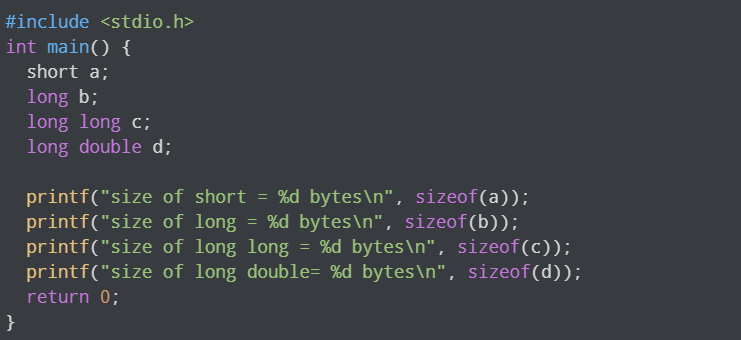 #include <stdio.h>
int main() {
  short a;
  long b;
  long long c;
  long double d;

  printf("size of short = %d bytes\n", sizeof(a));
  printf("size of long = %d bytes\n", sizeof(b));
  printf("size of long long = %d bytes\n", sizeof(c));
  printf("size of long double= %d bytes\n", sizeof(d));
  return 0;
}